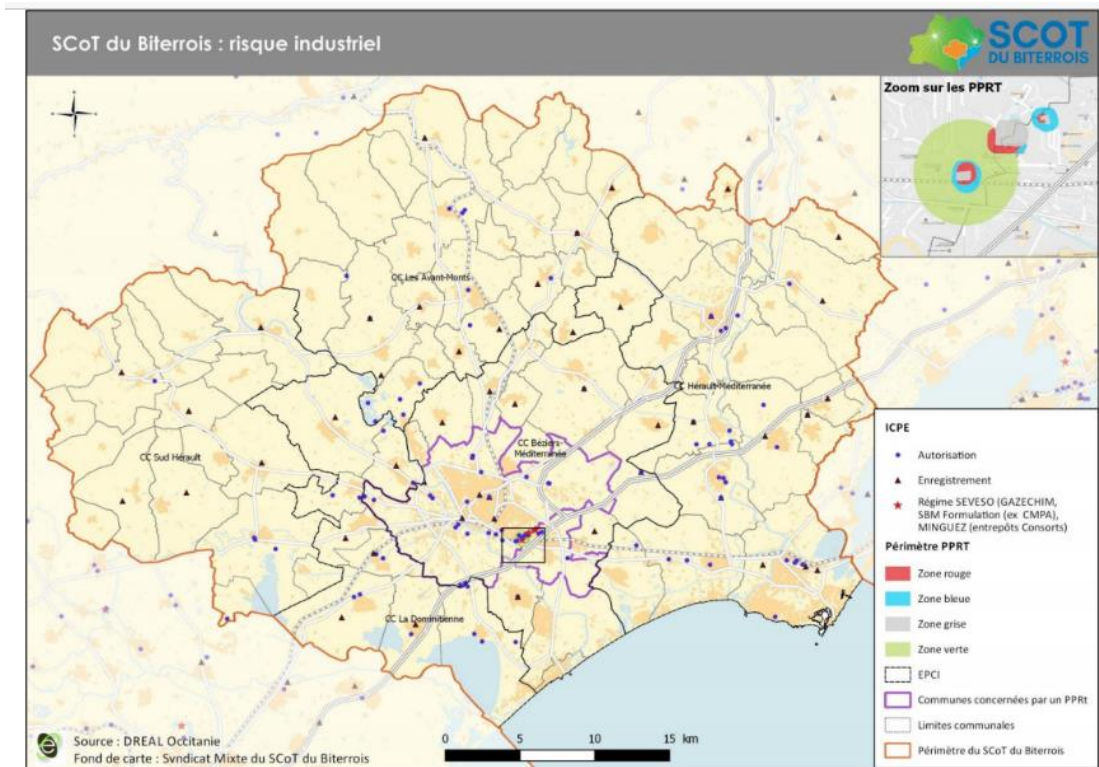 SCoT du Biterrois : risque industriel
SCOT
DU BITERROIS
Zoom sur les PPRT
CC Les Avant-Monts
CC Hérault-Méditerranée
CC Béziers-
Méditerranée
CC Sud Hérault
CC La Domitienne
ICPE
Autorisation
Enregistrement
Régime SEVESO (GAZECHIM,
SBM Formulation (ex CMPA),
MINGUEZ (entrepôts Consorts)
Périmètre PPRT
Zone rouge
Zone bleue
Zone grise
Zone verte
EPCI
Communes concernées par un PPRt
Limites communales
Périmètre du SCoT du Biterrois
Source : DREAL Occitanie
Fond de carte : Syndicat Mixte du SCoT du Biterrois
0 5 10 15 km